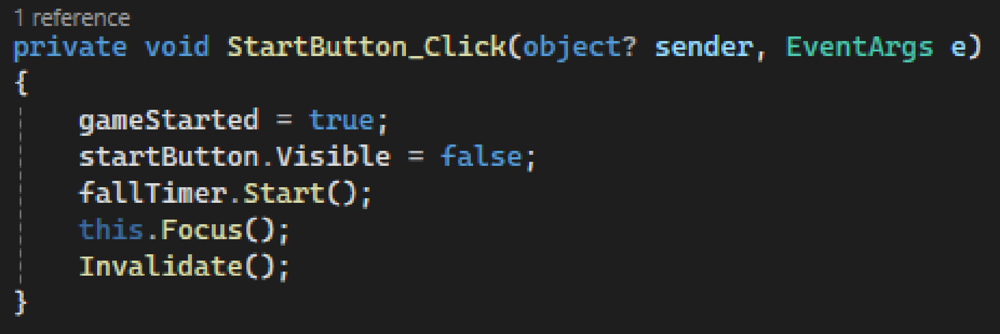 1 reference
private void StartButton_Click(object? sender, EventArgs e)
{
    gameStarted = true;
    startButton.Visible = false;
    fallTimer.Start();
    this.Focus();
    Invalidate();
}